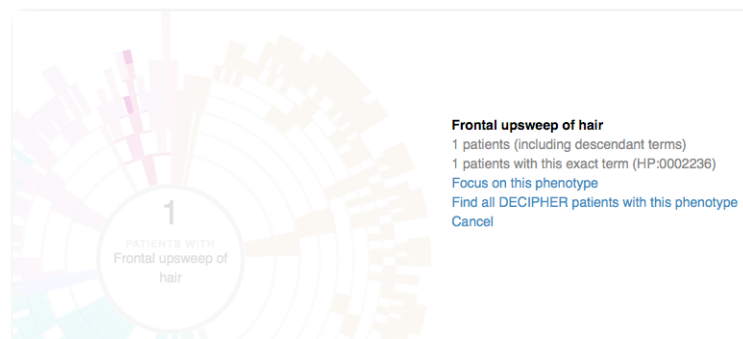 1
PATIENTS WITH
Frontal upsweep of
hair
Frontal upsweep of hair
1 patients (including descendant terms)
1 patients with this exact term (HP:0002236)
Focus on this phenotype
Find all DECIPHER patients with this phenotype
Cancel